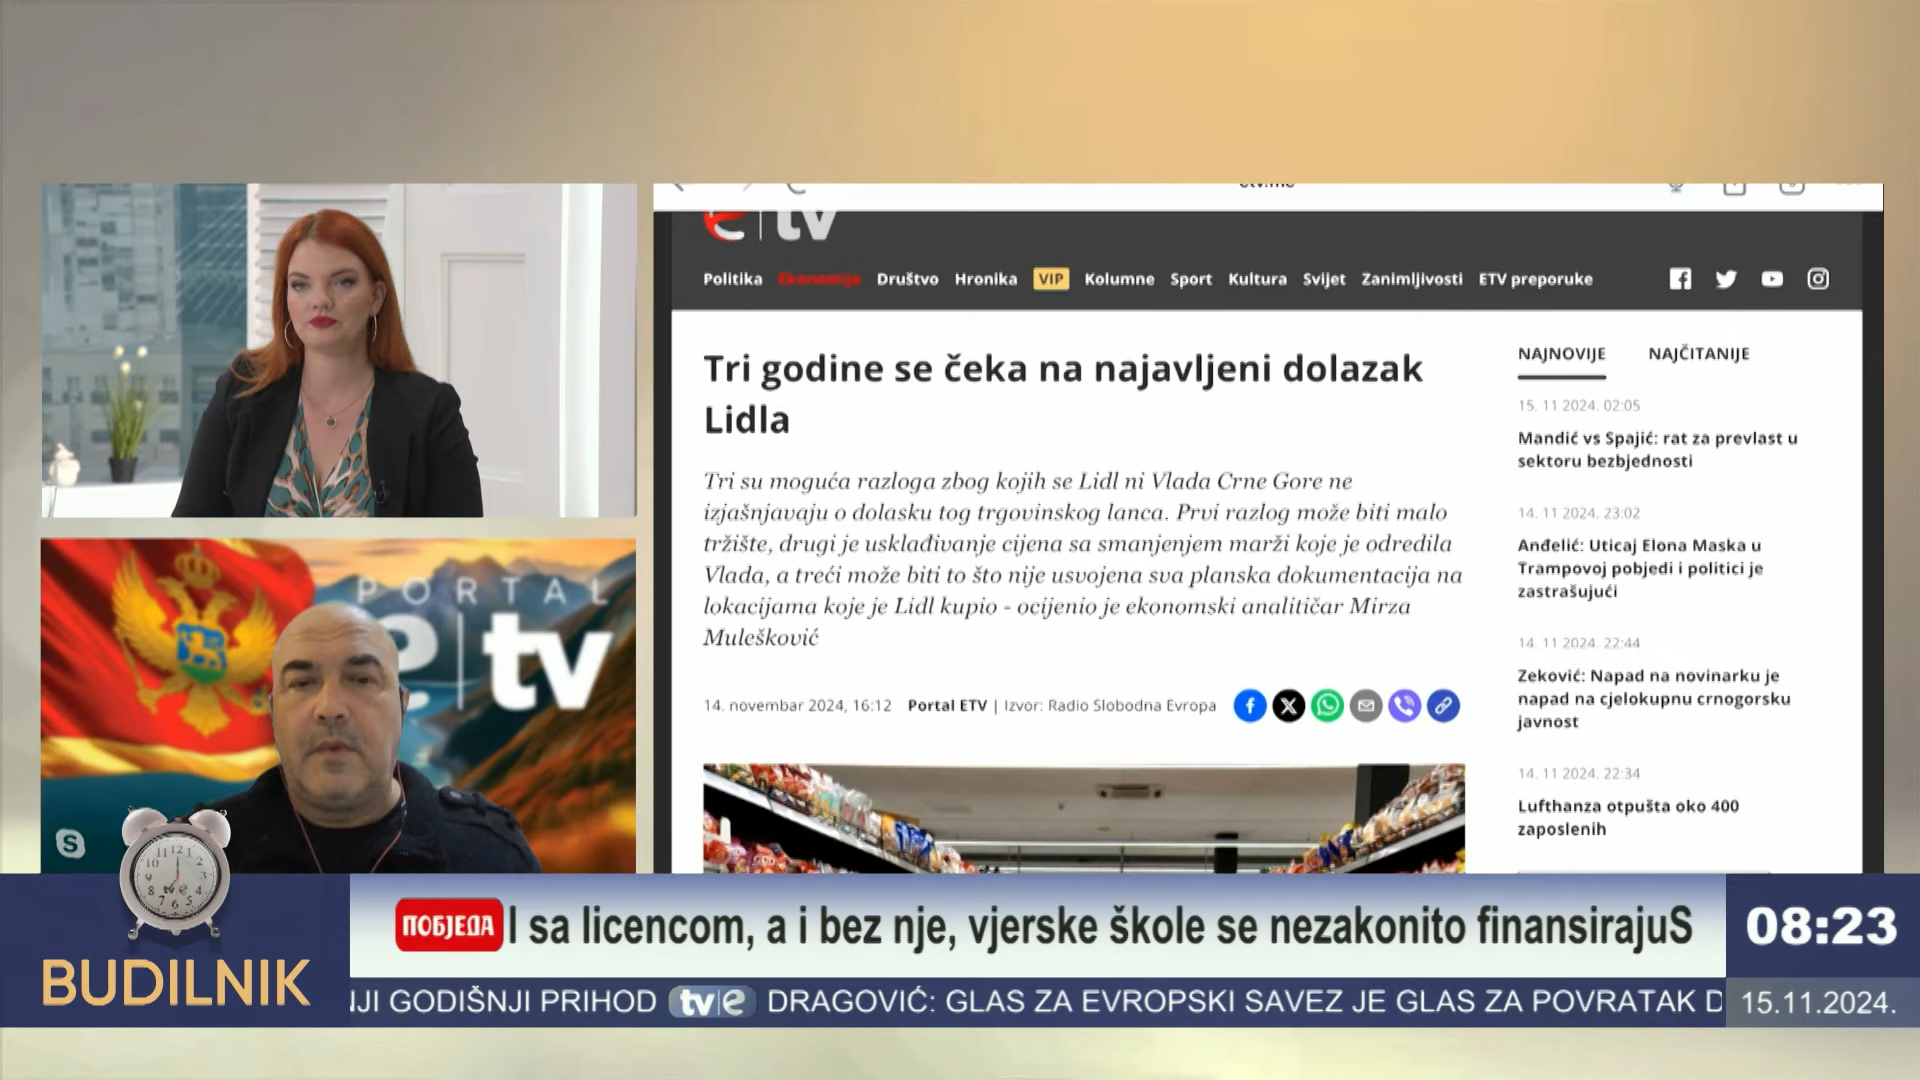 tv
Politika Ekonomija Društvo Hronika VIP Kolumne Sport Kultura Svijet Zanimljivosti ETV preporuke
Tri godine se čeka na najavljeni dolazak
Lidla
Tri su moguća razloga zbog kojih se Lidl ni Vlada Crne Gore ne
izjašnjavaju o dolasku tog trgovinskog lanca. Prvi razlog može biti malo
tržište, drugi je usklađivanje cijena sa smanjenjem marži koje je odredila
Vlada, a treći može biti to što nije usvojena sva planska dokumentacija na
lokacijama koje je Lidl kupio - ocijenio je ekonomski analitičar Mirza
Mulešković
14. novembar 2024, 16:12 Portal ETV | Izvor: Radio Slobodna Evropa
NAJNOVIJE NAJČITANIJE
15. 11 2024. 02:05
Mandić vs Spajić: rat za prevlast u
sektoru bezbjednosti
14. 11 2024. 23:02
Anđelić: Uticaj Elona Maska u
Trampovoj pobjedi i politici je
zastrašujući
14. 11 2024. 22:44
Zeković: Napad na novinarku je
napad na cjelokupnu crnogorsku
javnost
14. 11 2024. 22:34
Lufthanza otpušta oko 400
zaposlenih
PORTAL
e tv
BUDILNIK
ПОБЈЕДА I sa licencom, a i bez nje, vjerske škole se nezakonito finansirajuS
08:23
NJI GODIŠNJI PRIHOD tv e DRAGOVIĆ: GLAS ZA EVROPSKI SAVEZ JE GLAS ZA POVRATAK D
15.11.2024.